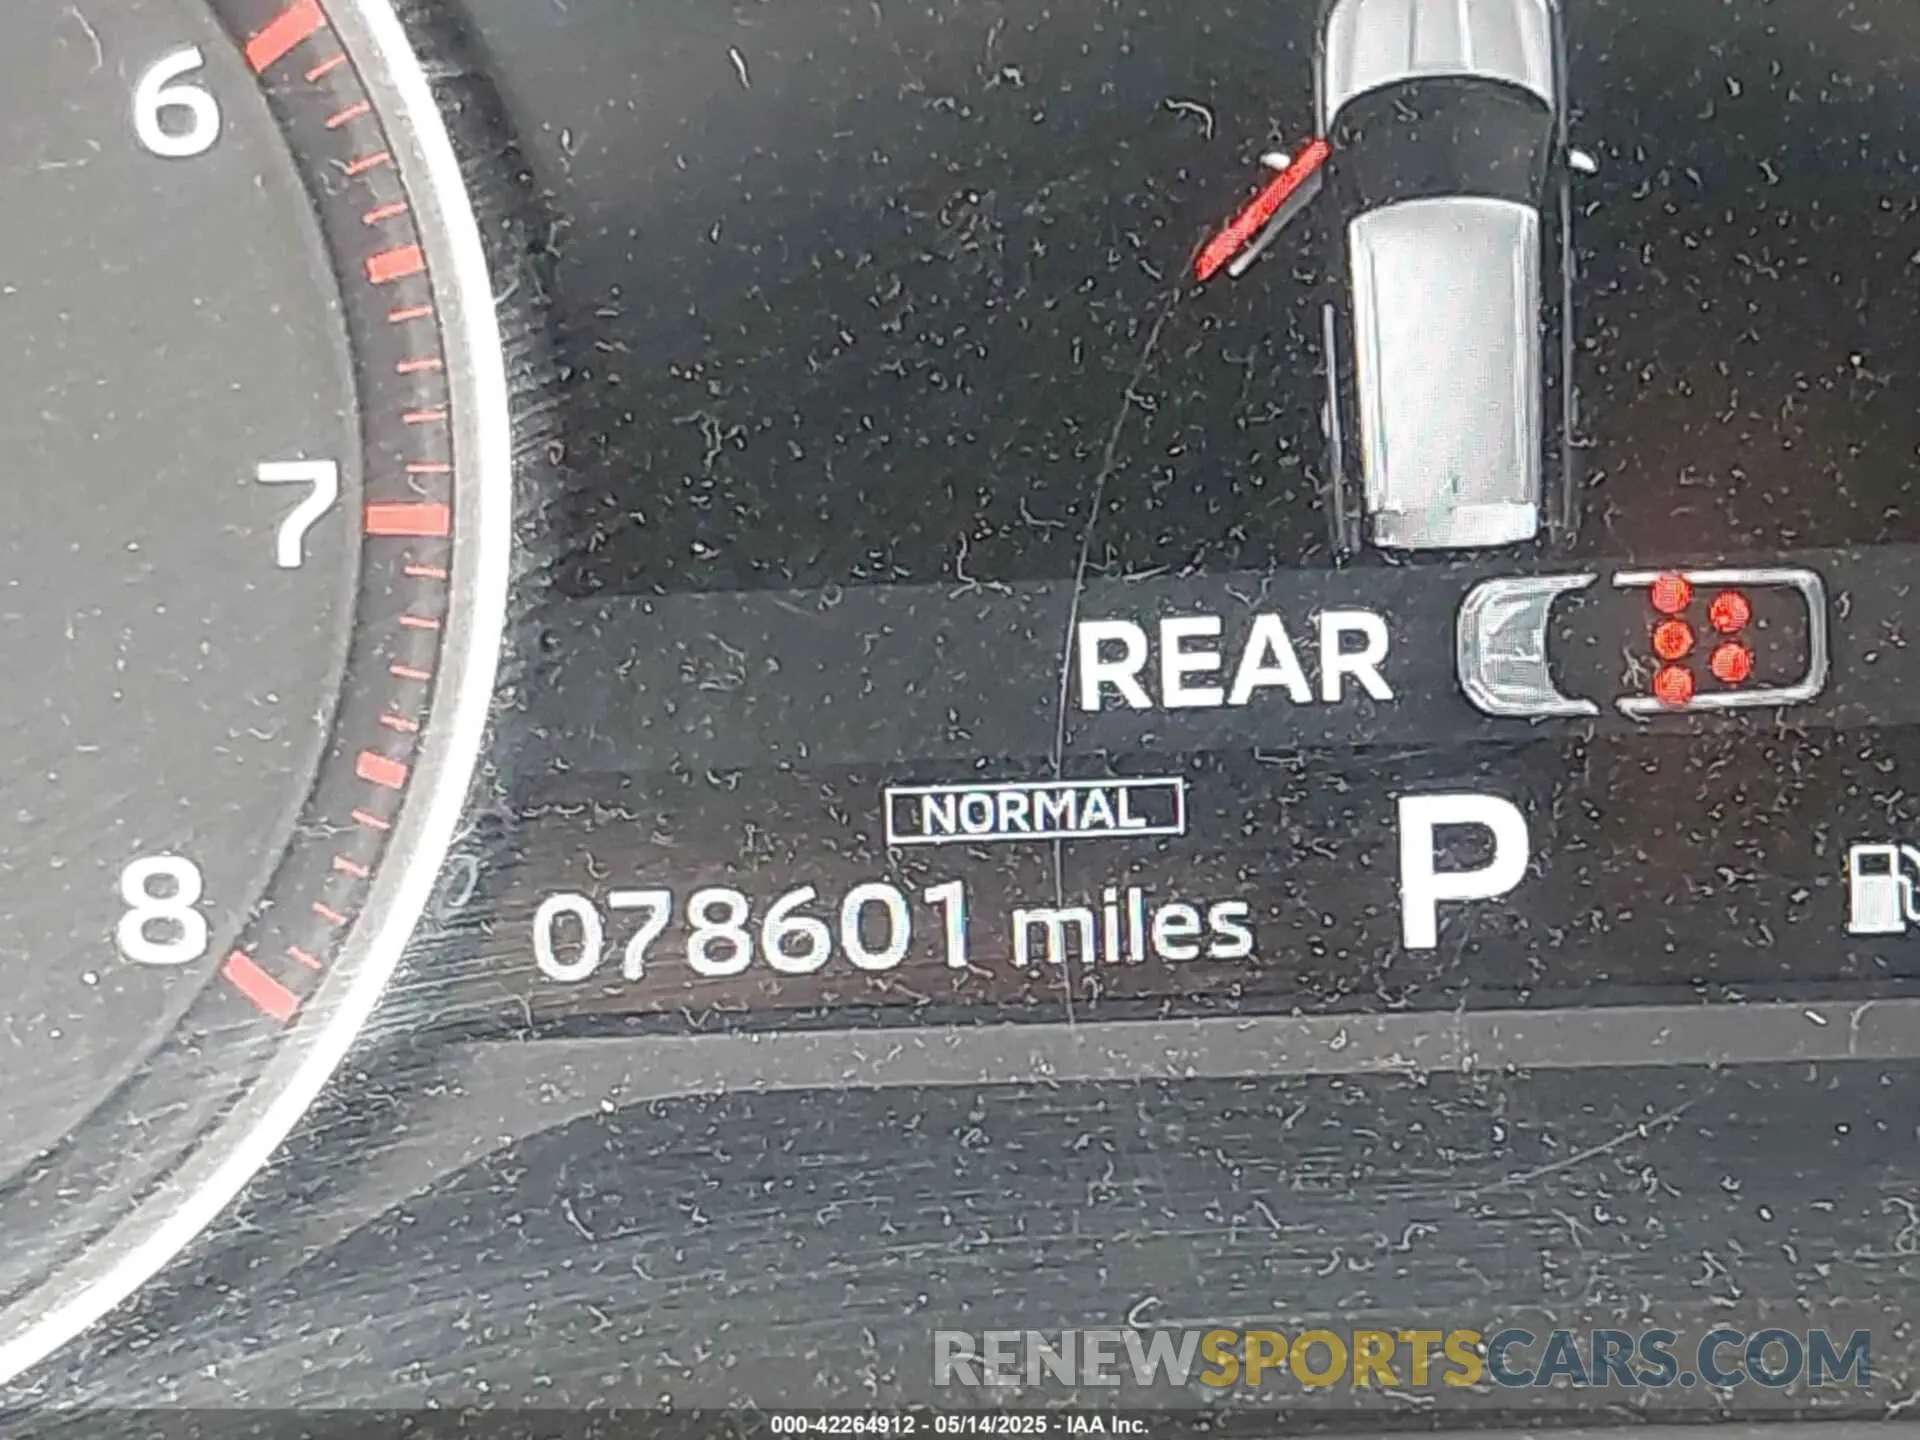 6
7
8
REAR
NORMAL
078601 miles
P
RENEWSPORTSCARS.COM
000-42264912 - 05/14/2025 - IAA Inc.